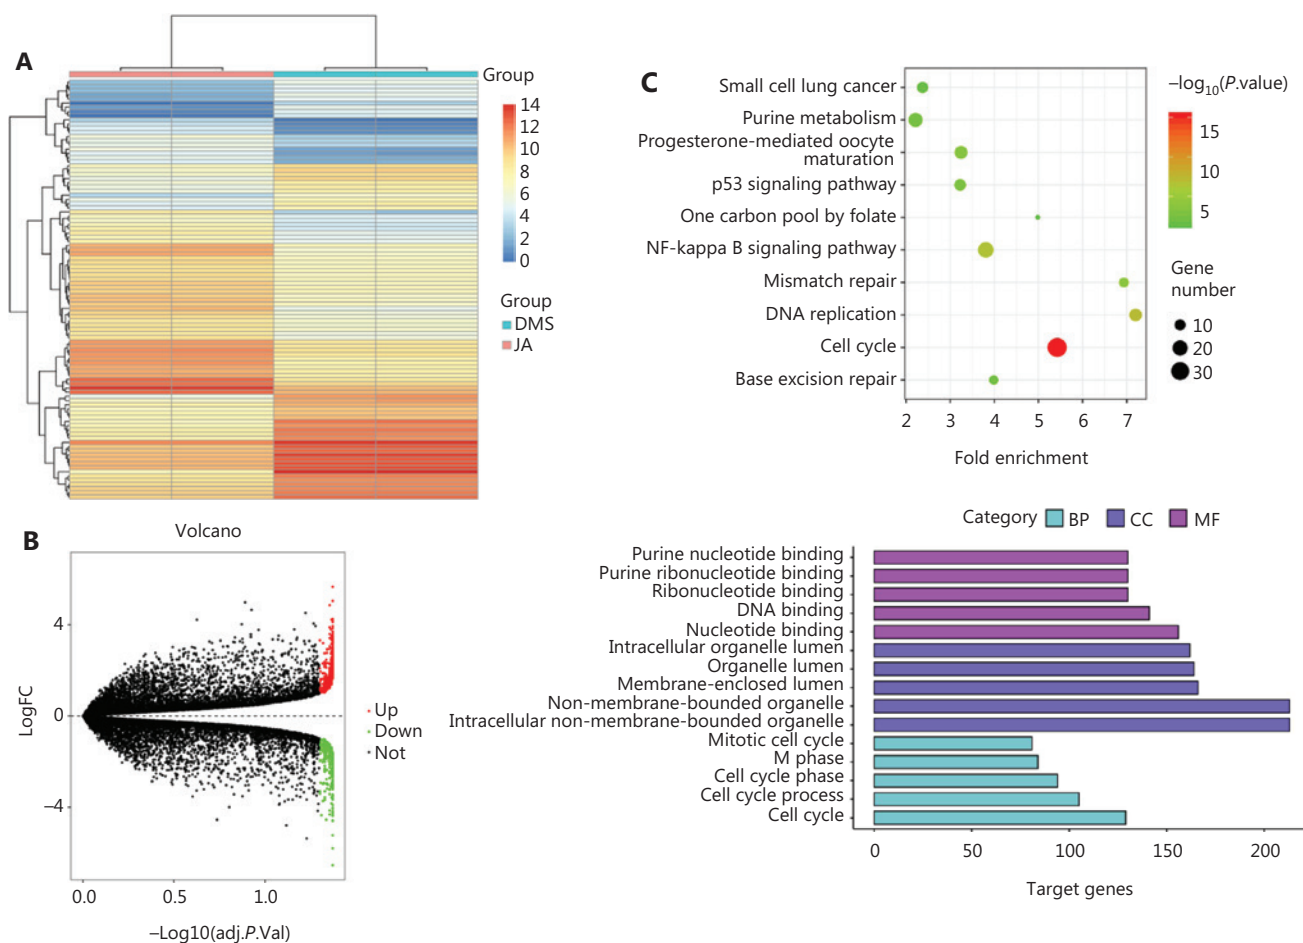 A
Group
14
12
10
8
6
4
2
0
Group
DMS
JA
B
Volcano
LogFC
4
0
−4
0.0
0.5
1.0
−Log10(adj.P.Val)
Up
Down
Not
C
Small cell lung cancer
Purine metabolism
Progesterone-mediated oocyte
maturation
p53 signaling pathway
One carbon pool by folate
NF-kappa B signaling pathway
Mismatch repair
DNA replication
Cell cycle
Base excision repair
2
3
4
5
6
7
Fold enrichment
−log10(P.value)
15
10
5
Gene
number
10
20
30
Category
BP
CC
MF
Purine nucleotide binding
Purine ribonucleotide binding
Ribonucleotide binding
DNA binding
Nucleotide binding
Intracellular organelle lumen
Organelle lumen
Membrane-enclosed lumen
Non-membrane-bounded organelle
Intracellular non-membrane-bounded organelle
Mitotic cell cycle
M phase
Cell cycle phase
Cell cycle process
Cell cycle
0
50
100
150
200
Target genes